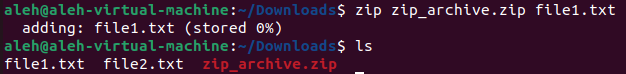 aleh@aleh-virtual-machine:~/Downloads$ zip zip_archive.zip file1.txt
  adding: file1.txt (stored 0%)
aleh@aleh-virtual-machine:~/Downloads$ ls
file1.txt  file2.txt  zip_archive.zip